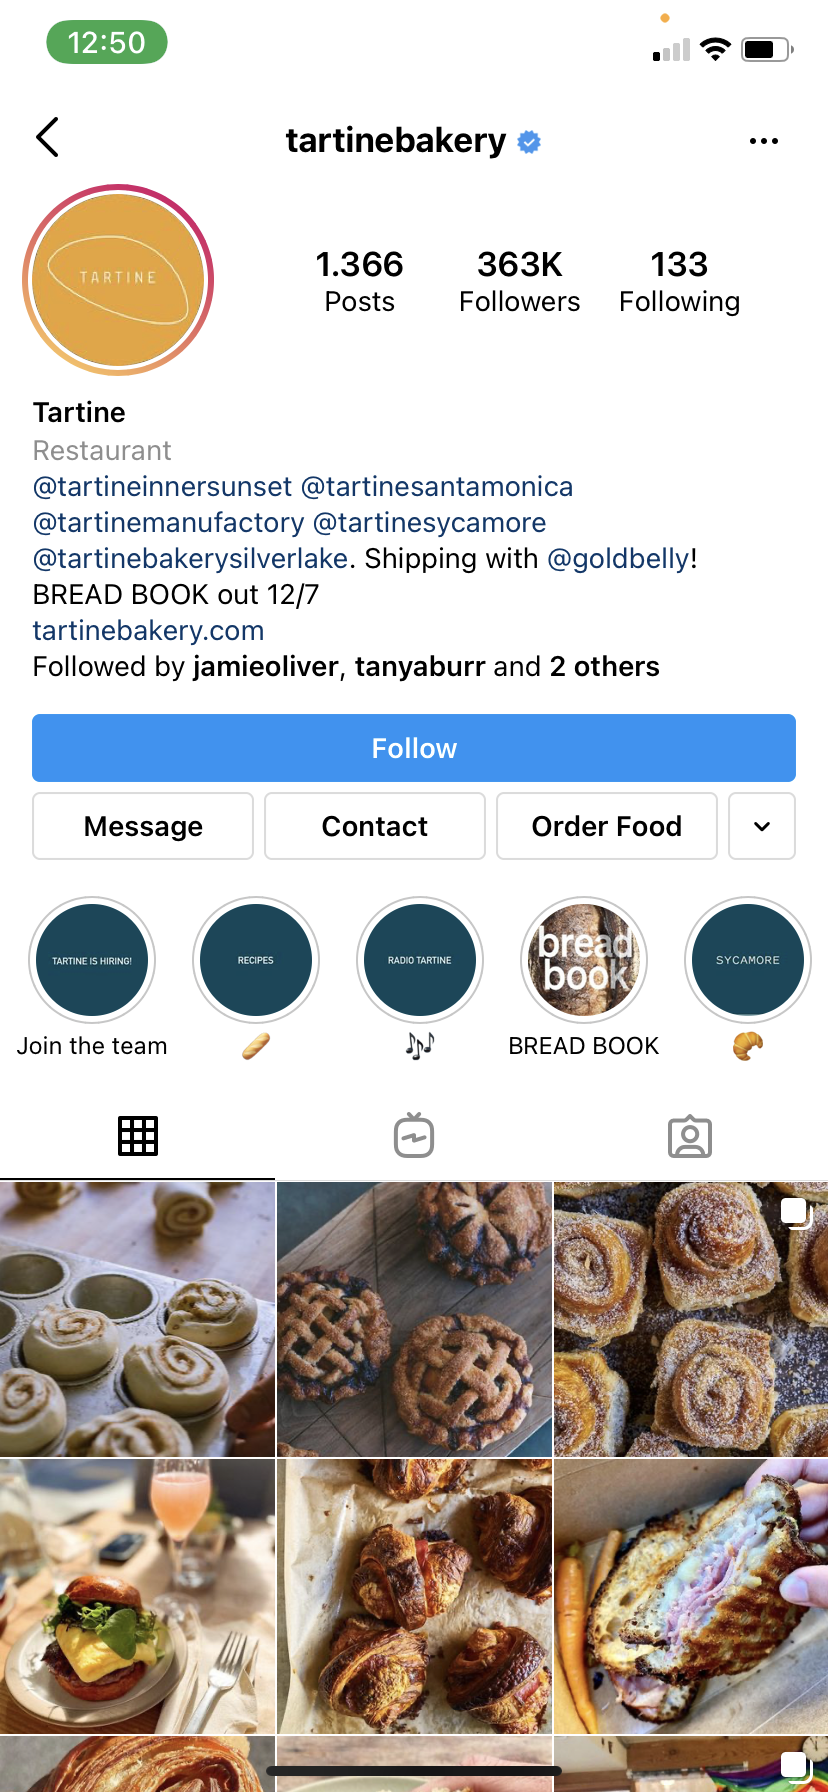 12:50
tartinebakery
TARTINE
1.366
363K
133
Posts
Followers
Following
Tartine
Restaurant
@tartineinnersunset @tartinesantamonica
@tartinemanufactory @tartinesycamore
@tartinebakerysilverlake. Shipping with @goldbelly!
BREAD BOOK out 12/7
tartinebakery.com
Followed by jamieoliver, tanyaburr and 2 others
Follow
Message
Contact
Order Food
TARTINE IS HIRING!
RECIPES
RADIO TARTINE
bread
book
SYCAMORE
Join the team
🥖
🎶
BREAD BOOK
🥐